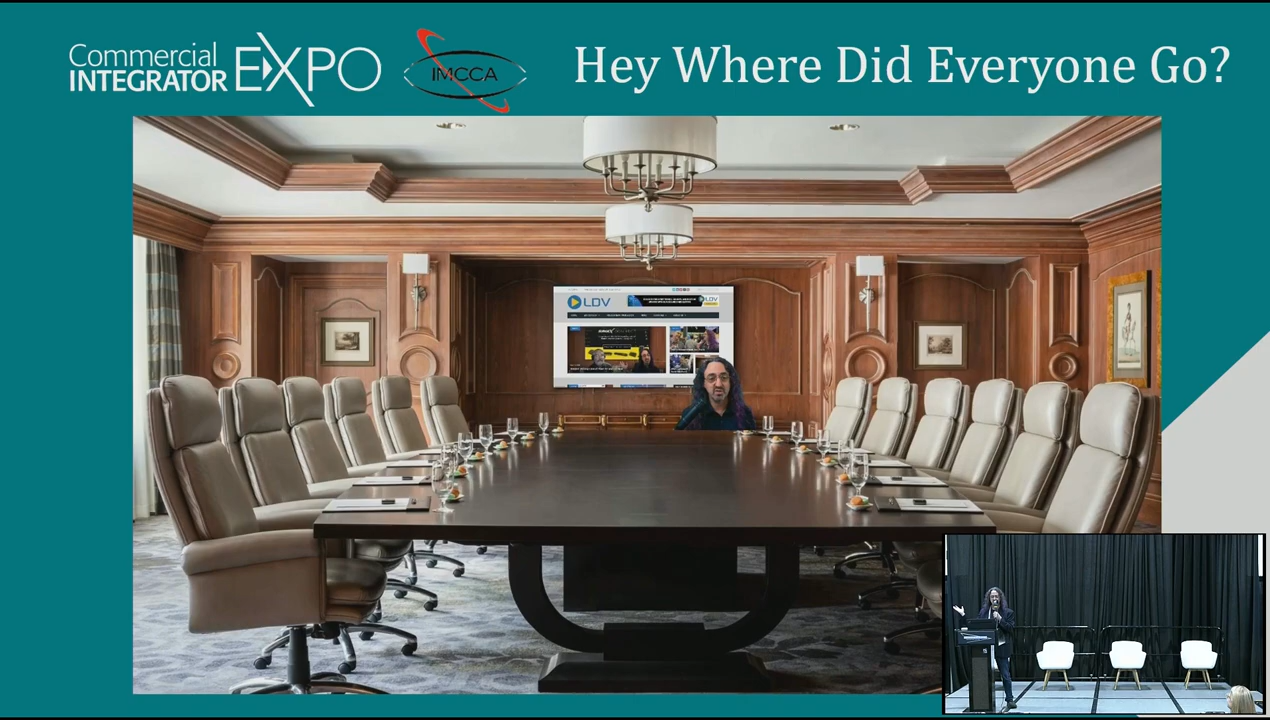 Commercial
INTEGRATOR EXPO
IMCCA
Hey Where Did Everyone Go?
LDV